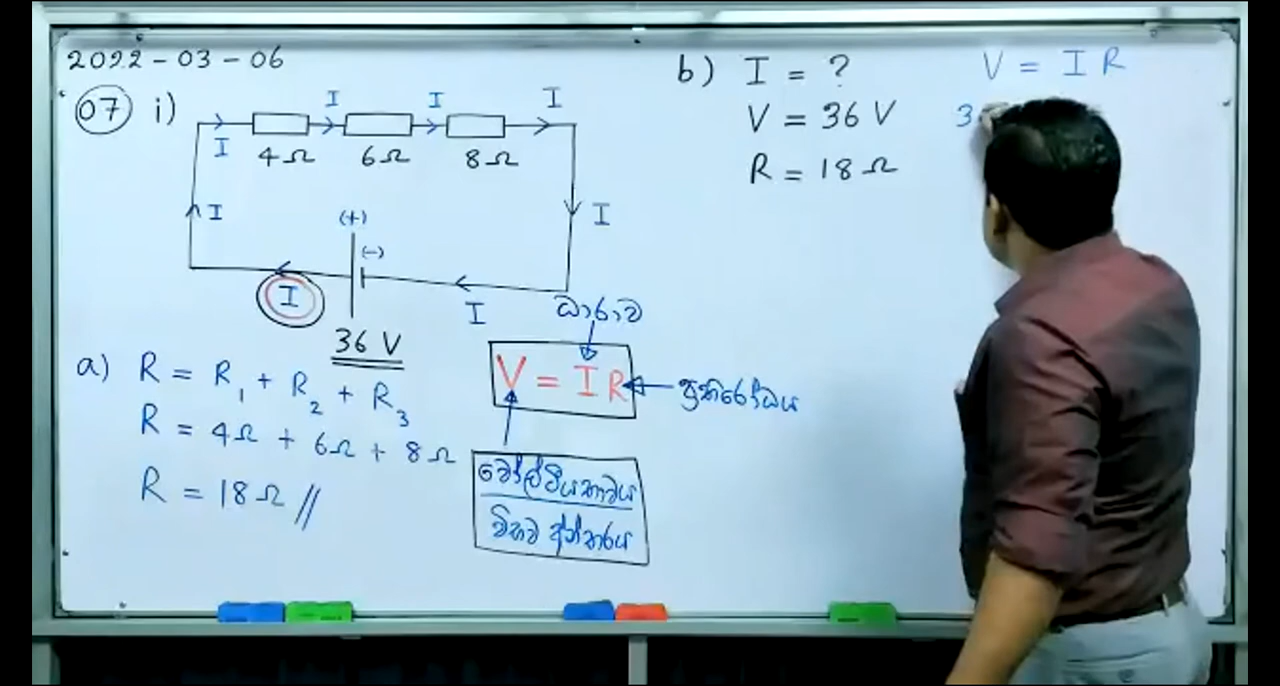 2022 - 03 - 06
07 i)
I I I
I
4Ω 6Ω 8Ω
I (+) I
(-)
I I
36 V
ධාරාව
V = I R
ප්‍රතිරෝධය
වෝල්ටීයතාවය
විභව අන්තරය
a) R = R1 + R2 + R3
R = 4Ω + 6Ω + 8Ω
R = 18Ω //
b) I = ?
V = 36 V
R = 18 Ω
V = I R
3